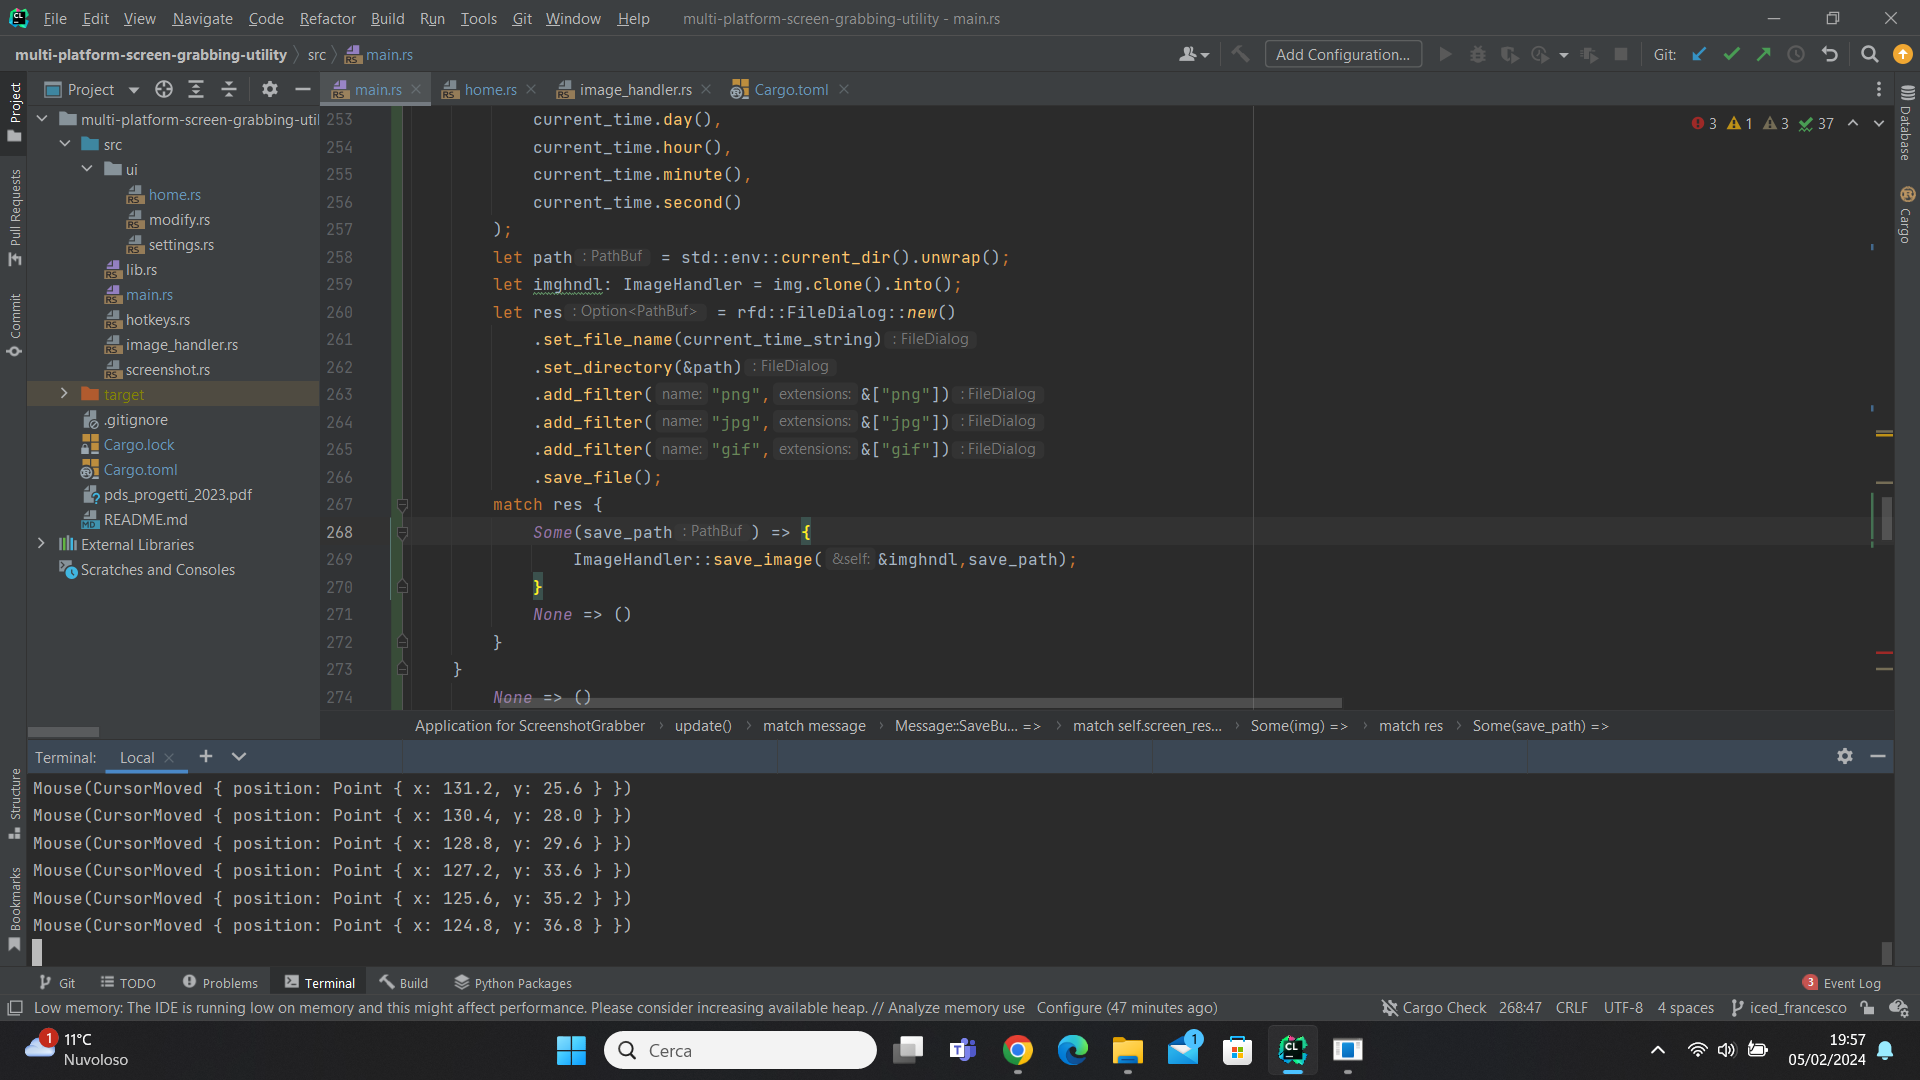 File Edit View Navigate Code Refactor Build Run Tools Git Window Help multi-platform-screen-grabbing-utility - main.rs
multi-platform-screen-grabbing-utility src main.rs Add Configuration... Git:
Project main.rs home.rs image_handler.rs Cargo.toml
Project
Pull Requests
Commit
Structure
Bookmarks
multi-platform-screen-grabbing-util
src
ui
home.rs
modify.rs
settings.rs
lib.rs
main.rs
hotkeys.rs
image_handler.rs
screenshot.rs
target
.gitignore
Cargo.lock
Cargo.toml
pds_progetti_2023.pdf
README.md
External Libraries
Scratches and Consoles
3 1 3 37
Database
Cargo
253 current_time.day(),
254 current_time.hour(),
255 current_time.minute(),
256 current_time.second()
257 );
258 let path : PathBuf = std::env::current_dir().unwrap();
259 let imghndl: ImageHandler = img.clone().into();
260 let res : Option<PathBuf> = rfd::FileDialog::new()
261 .set_file_name(current_time_string) : FileDialog
262 .set_directory(&path) : FileDialog
263 .add_filter( name: "png", extensions: &["png"]) : FileDialog
264 .add_filter( name: "jpg", extensions: &["jpg"]) : FileDialog
265 .add_filter( name: "gif", extensions: &["gif"]) : FileDialog
266 .save_file();
267 match res {
268 Some(save_path : PathBuf ) => {
269 ImageHandler::save_image( &self: &imghndl,save_path);
270 }
271 None => ()
272 }
273 }
274 None => ()
Application for ScreenshotGrabber update() match message Message::SaveBu... => match self.screen_res... Some(img) => match res Some(save_path) =>
Terminal: Local
Mouse(CursorMoved { position: Point { x: 131.2, y: 25.6 } })
Mouse(CursorMoved { position: Point { x: 130.4, y: 28.0 } })
Mouse(CursorMoved { position: Point { x: 128.8, y: 29.6 } })
Mouse(CursorMoved { position: Point { x: 127.2, y: 33.6 } })
Mouse(CursorMoved { position: Point { x: 125.6, y: 35.2 } })
Mouse(CursorMoved { position: Point { x: 124.8, y: 36.8 } })
Git TODO Problems Terminal Build Python Packages 3 Event Log
Low memory: The IDE is running low on memory and this might affect performance. Please consider increasing available heap. // Analyze memory use Configure (47 minutes ago) Cargo Check 268:47 CRLF UTF-8 4 spaces iced_francesco
1 11°C
Nuvoloso
Cerca
1
19:57
05/02/2024